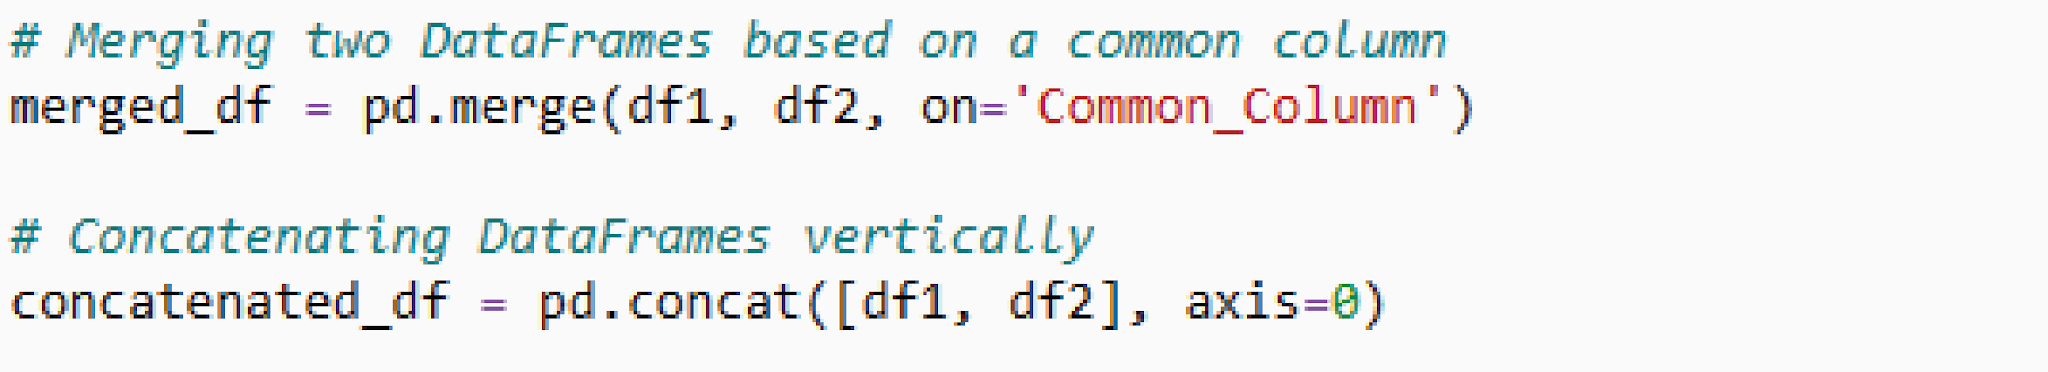 # Merging two DataFrames based on a common column
merged_df = pd.merge(df1, df2, on='Common_Column')
# Concatenating DataFrames vertically
concatenated_df = pd.concat([df1, df2], axis=0)